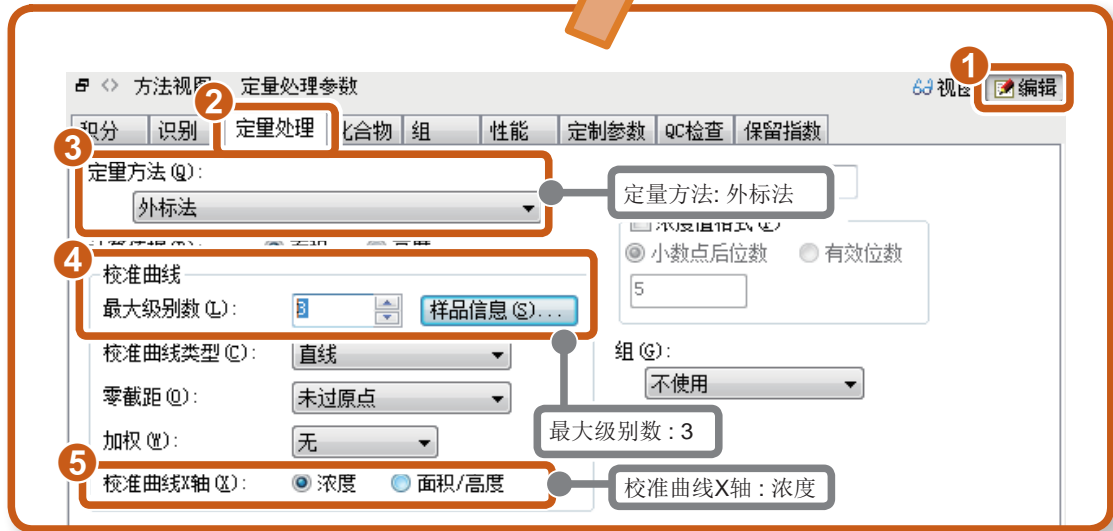 1
方法视图 定量处理参数 视图 编辑
2
积分 识别 定量处理 化合物 组 性能 定制参数 QC检查 保留指数
3
定量方法(Q):
外标法
定量方法: 外标法
浓度值格式
小数点后位数 有效位数
5
4
校准曲线
最大级别数(L): 3 样品信息(S)...
校准曲线类型(C): 直线
组(G):
不使用
零截距(O): 未过原点
最大级别数 : 3
加权(W): 无
5
校准曲线X轴(X): 浓度 面积/高度
校准曲线X轴 : 浓度